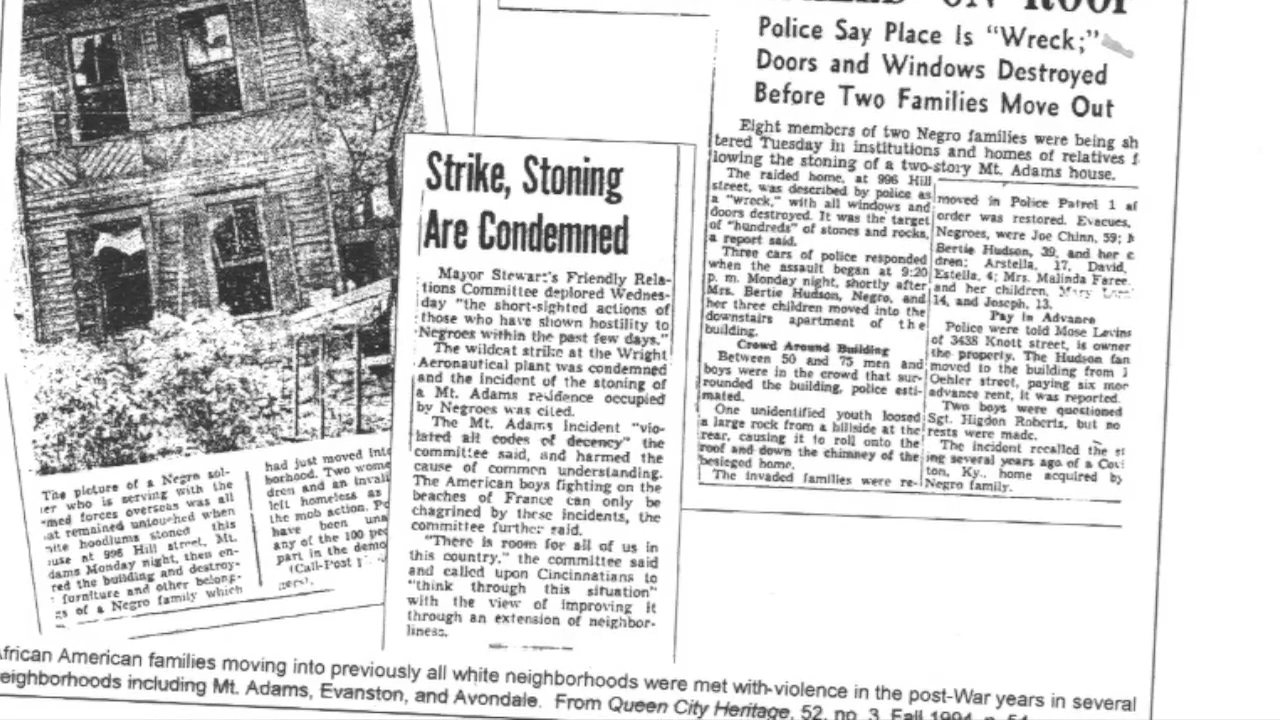 ON ROOF
Police Say Place Is “Wreck;”
Doors and Windows Destroyed
Before Two Families Move Out
Eight members of two Negro families were being sh
tered Tuesday in institutions and homes of relatives f
lowing the stoning of a two-story Mt. Adams house.
The raided home, at 996 Hill
street, was described by police as
a "wreck," with all windows and
doors destroyed. It was the target
of "hundreds" of stones and rocks,
a report said.
Three cars of police responded
when the assault began at 9:20
p. m. Monday night, shortly after
Mrs. Bertie Hudson, Negro, and
her three children moved into the
downstairs apartment of the
building.
Crowd Around Building
Between 50 and 75 men and
boys were in the crowd that sur-
rounded the building, police esti-
mated.
One unidentified youth loosed
a large rock from a hillside at the
rear, causing it to roll onto the
roof and down the chimney of the
besieged home.
The invaded families were re-
moved in Police Patrol 1 af
order was restored. Evacues,
Negroes, were Joe Chinn, 59;
Bertie Hudson, 39, and her c
dren; Arstella, 17, David,
Estella, 4; Mrs. Malinda Faree
and her children,
14, and Joseph, 13.
Pay in Advance
Police were told Mose Levins
of 3438 Knott street, is owner
the property. The Hudson fan
moved to the building from
Oehler street, paying six mor
advance rent, it was reported.
Two boys were questioned
Sgt. Higdon Roberts, but no
rests were made.
The incident recalled the st
ing several years ago of a Covi
ton, Ky., home acquired by
Negro family.
Strike, Stoning
Are Condemned
Mayor Stewart's Friendly Rela-
tions Committee deplored Wednes-
day "the short-sighted actions of
those who have shown hostility to
Negroes within the past few days."
The wildcat strike at the Wright
Aeronautical plant was condemned
and the incident of the stoning of
a Mt. Adams residence occupied
by Negroes was cited.
The Mt. Adams incident "vio-
lated all codes of decency" the
committee said, and harmed the
cause of common understanding.
The American boys fighting on the
beaches of France can only be
chagrined by these incidents, the
committee further said.
"There is room for all of us in
this country," the committee said
and called upon Cincinnatians to
"think through this situation"
with the view of improving it
through an extension of neighbor-
liness.
The picture of a Negro sol-
ier who is serving with the
med forces overseas was all
at remained untouched when
hite hoodlums stoned this
use at 996 Hill street, Mt.
dams Monday night, then en-
red the building and destroy-
furniture and other belong-
gs of a Negro family which
had just moved into
borhood. Two wome
dren and an invali
left homeless as
the mob action. Po
have been una
any of the 100 peo
part in the demo
(Call-Post
gers).
African American families moving into previously all white neighborhoods were met with violence in the post-War years in several
eighborhoods including Mt. Adams, Evanston, and Avondale. From Queen City Heritage, 52, no. 3, Fall 1994, p. 54